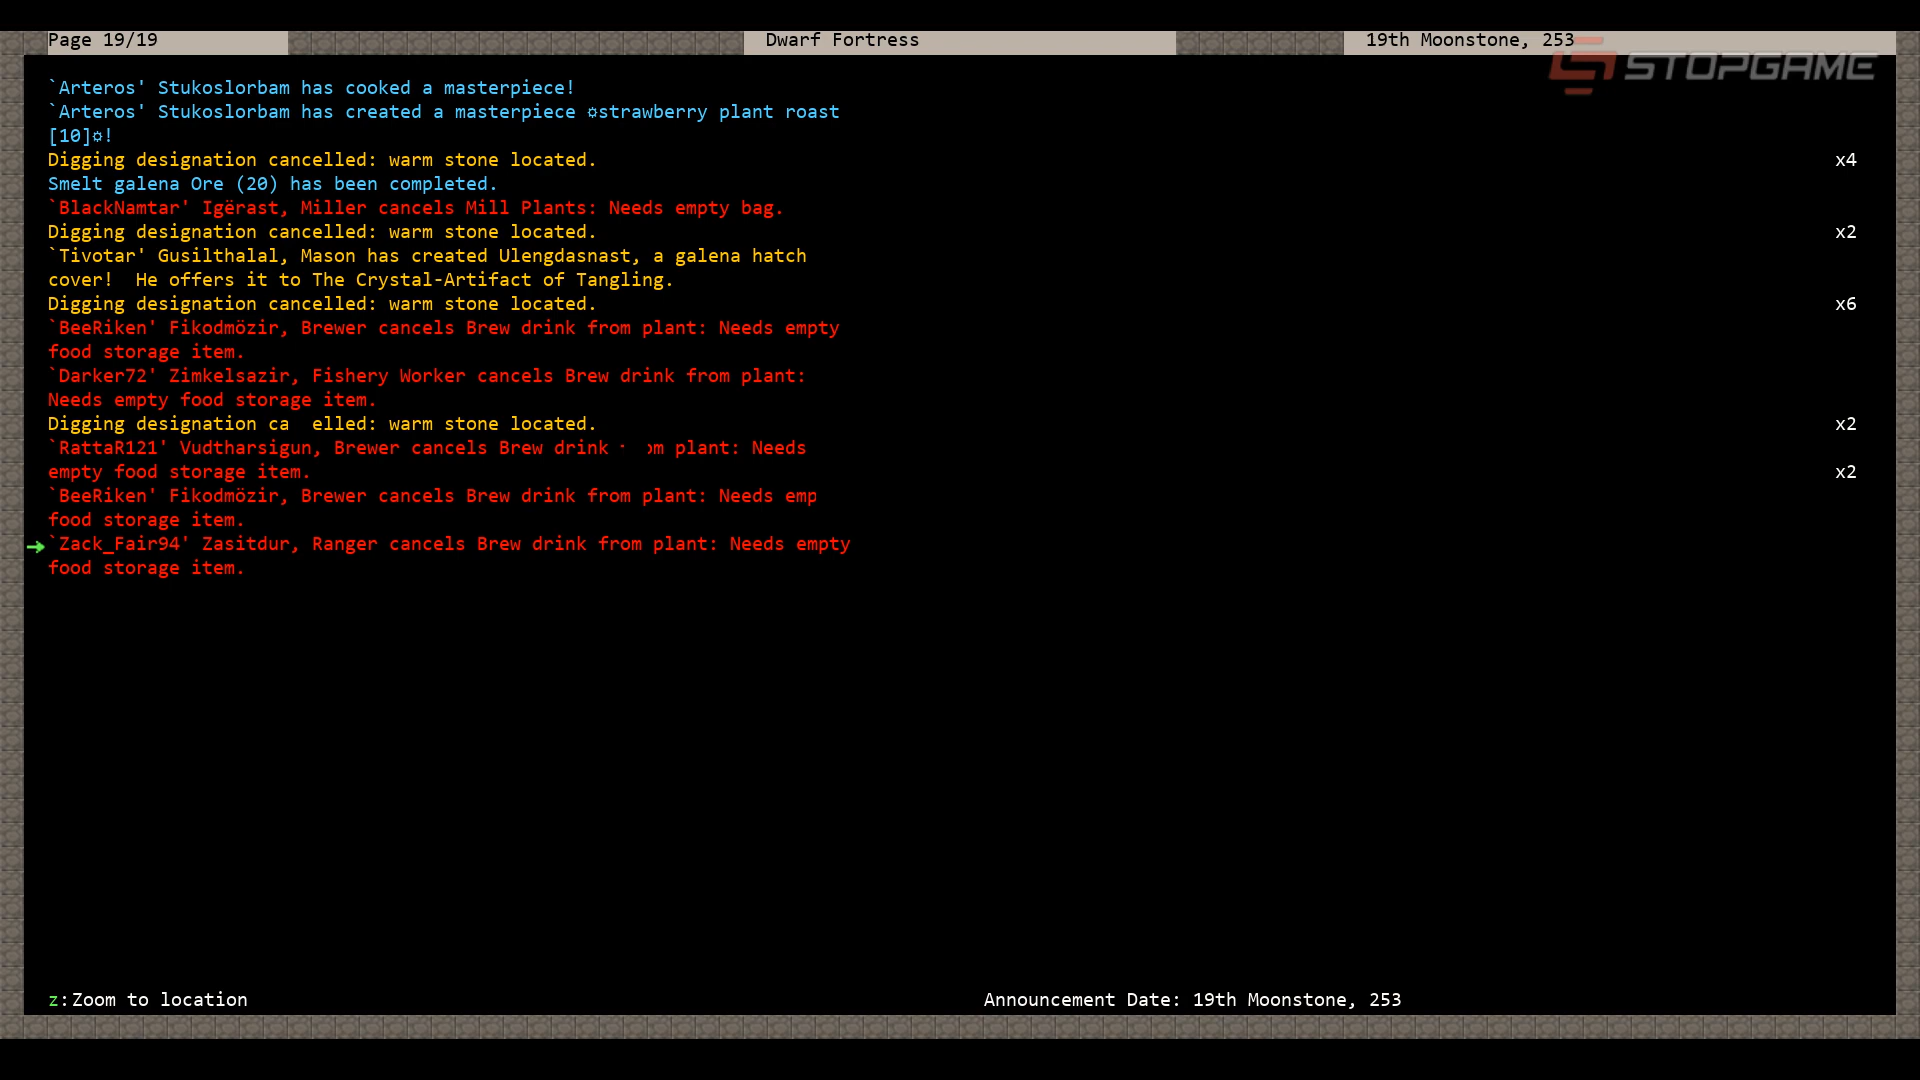 Page 19/19 Dwarf Fortress 19th Moonstone, 253
STOPGAME
`Arteros' Stukoslorbam has cooked a masterpiece!
`Arteros' Stukoslorbam has created a masterpiece ☼strawberry plant roast
[10]☼!
Digging designation cancelled: warm stone located. x4
Smelt galena Ore (20) has been completed.
`BlackNamtar' Igërast, Miller cancels Mill Plants: Needs empty bag.
Digging designation cancelled: warm stone located. x2
`Tivotar' Gusilthalal, Mason has created Ulengdasnast, a galena hatch
cover! He offers it to The Crystal-Artifact of Tangling.
Digging designation cancelled: warm stone located. x6
`BeeRiken' Fikodmözir, Brewer cancels Brew drink from plant: Needs empty
food storage item.
`Darker72' Zimkelsazir, Fishery Worker cancels Brew drink from plant:
Needs empty food storage item.
Digging designation ca elled: warm stone located. x2
`RattaR121' Vudtharsigun, Brewer cancels Brew drink om plant: Needs
empty food storage item. x2
`BeeRiken' Fikodmözir, Brewer cancels Brew drink from plant: Needs emp
food storage item.
`Zack_Fair94' Zasitdur, Ranger cancels Brew drink from plant: Needs empty
food storage item.
z:Zoom to location Announcement Date: 19th Moonstone, 253